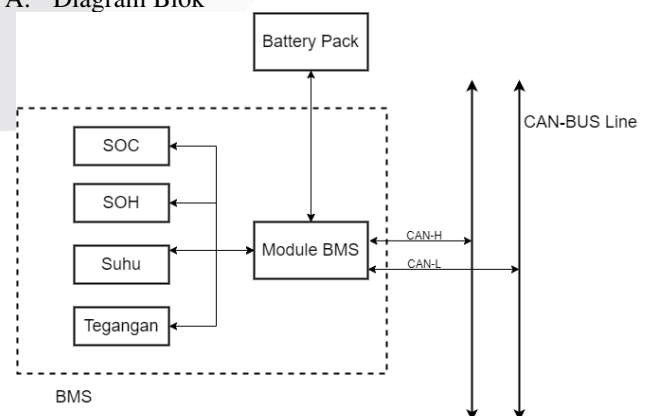 A. Diagram Blok
Battery Pack
CAN-BUS Line
SOC
SOH
Suhu
Tegangan
Module BMS
CAN-H
CAN-L
BMS